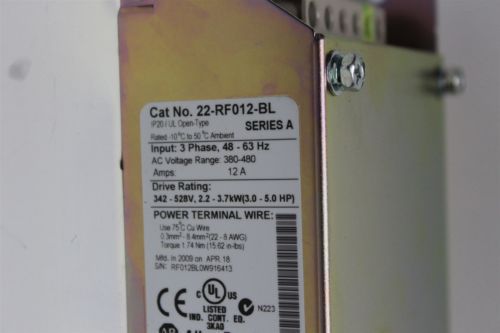 Cat No. 22-RF012-BL
IP20 / UL Open-Type
SERIES A
Rated -10°C to 50°C Ambient
Input: 3 Phase, 48 - 63 Hz
AC Voltage Range: 380-480
Amps: 12 A
Drive Rating:
342 - 528V, 2.2 - 3.7kW(3.0 - 5.0 HP)
POWER TERMINAL WIRE:
Use 75°C Cu Wire
0.3mm² - 8.4mm²(22 - 8 AWG)
Torque 1.74 Nm (15.62 in-lbs)
Mfd. in 2009 on APR 18
S/N: RF012BL0W916413
CE c UL US N223
LISTED
IND. CONT. EQ.
3KAQ